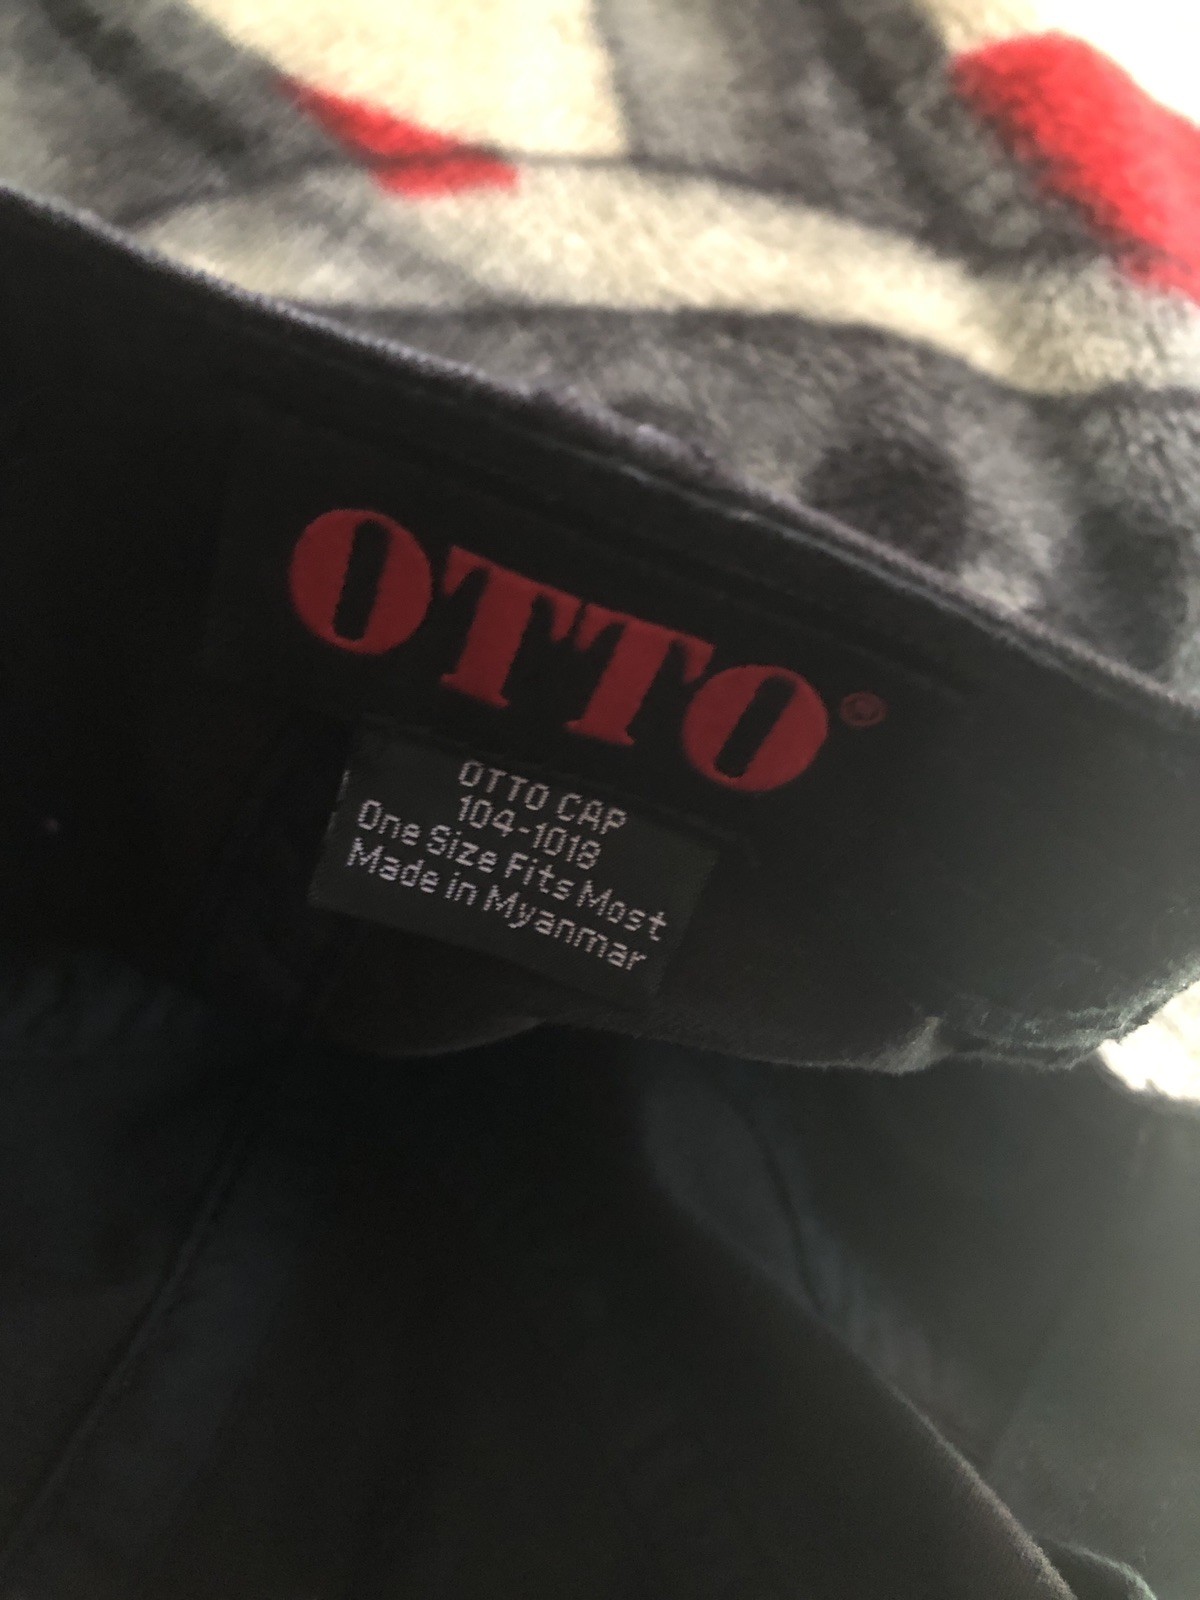 OTTO®
OTTO CAP
104-1018
One Size Fits Most
Made in Myanmar